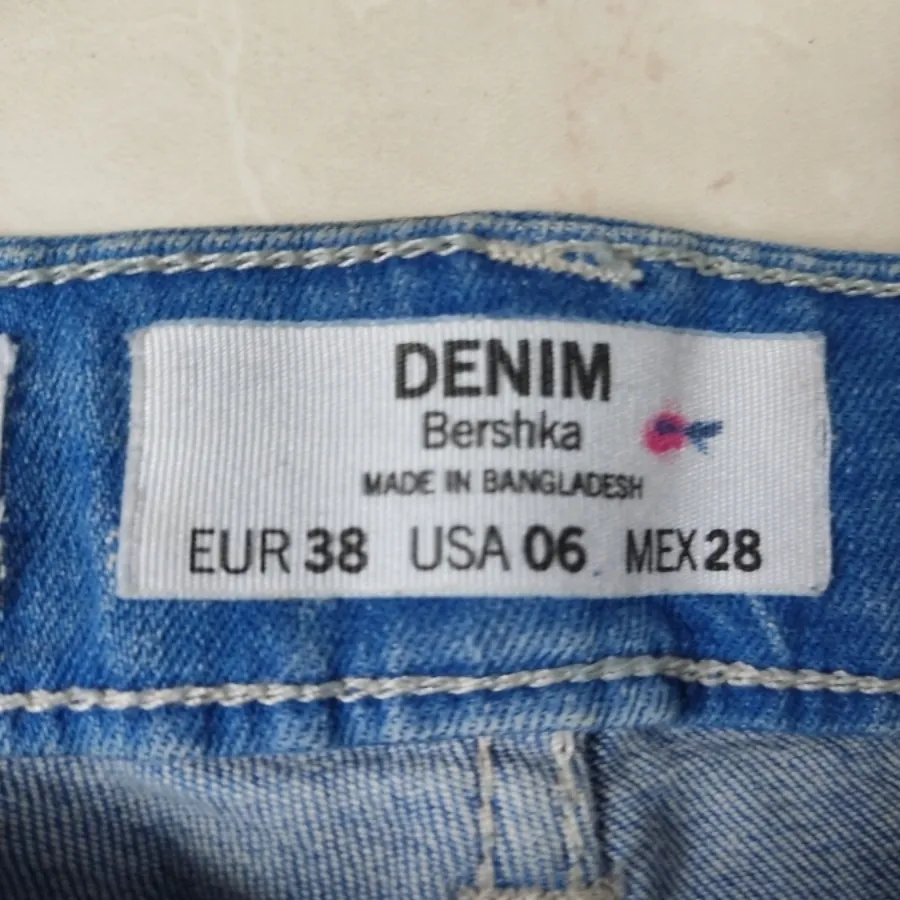 DENIM
Bershka
MADE IN BANGLADESH
EUR 38 USA 06 MEX 28